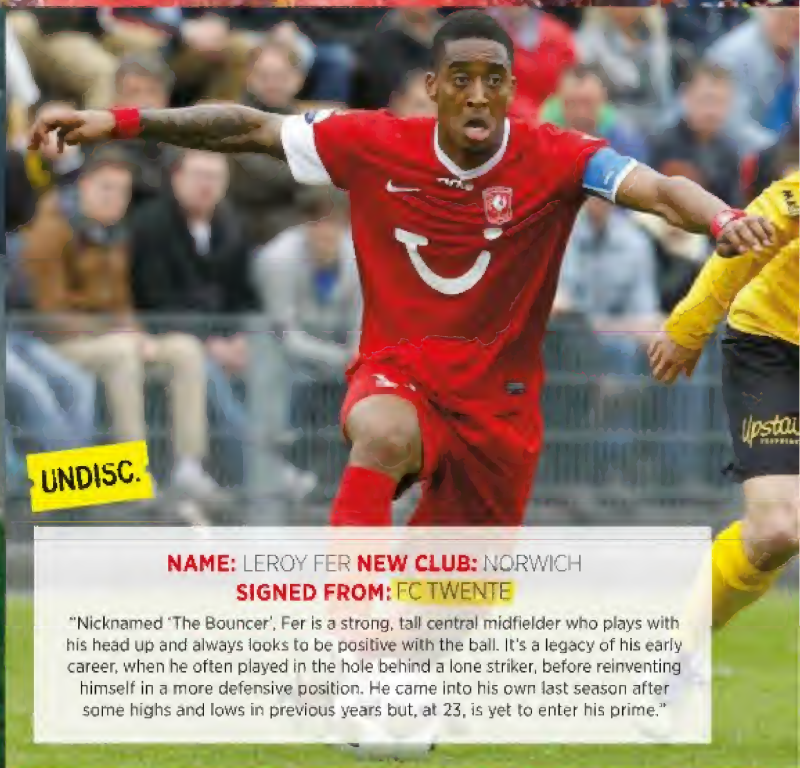 Upstai
UNDISC.
NAME: LEROY FER NEW CLUB: NORWICH
SIGNED FROM: FC TWENTE
"Nicknamed 'The Bouncer', Fer is a strong, tall central midfielder who plays with
his head up and always looks to be positive with the ball. It's a legacy of his early
career, when he often played in the hole behind a lone striker, before reinventing
himself in a more defensive position. He came into his own last season after
some highs and lows in previous years but, at 23, is yet to enter his prime."